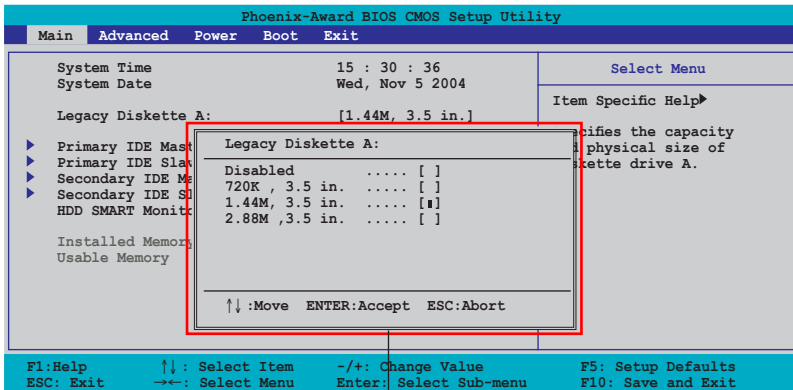 Phoenix-Award BIOS CMOS Setup Utility
Main Advanced Power Boot Exit
System Time 15 : 30 : 36
System Date Wed, Nov 5 2004
Legacy Diskette A: [1.44M, 3.5 in.]
Primary IDE Mast
Primary IDE Slav
Secondary IDE Ma
Secondary IDE Sl
HDD SMART Monito
Installed Memory
Usable Memory
Select Menu
Item Specific Help
ecifies the capacity
physical size of
skette drive A.
Legacy Diskette A:
Disabled ..... [ ]
720K , 3.5 in. ..... [ ]
1.44M, 3.5 in. ..... [▮]
2.88M ,3.5 in. ..... [ ]
↑↓ :Move ENTER:Accept ESC:Abort
F1:Help ↑↓ : Select Item -/+: Change Value F5: Setup Defaults
ESC: Exit →←: Select Menu Enter: Select Sub-menu F10: Save and Exit